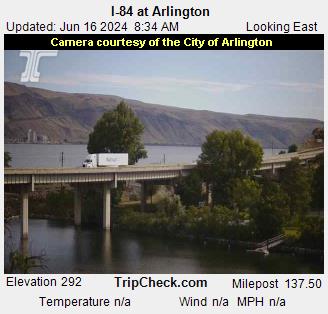 I-84 at Arlington
Updated: Jun 16 2024 8:34 AM Looking East
Camera courtesy of the City of Arlington
Elevation 292 TripCheck.com Milepost 137.50
Temperature n/a Wind n/a MPH n/a